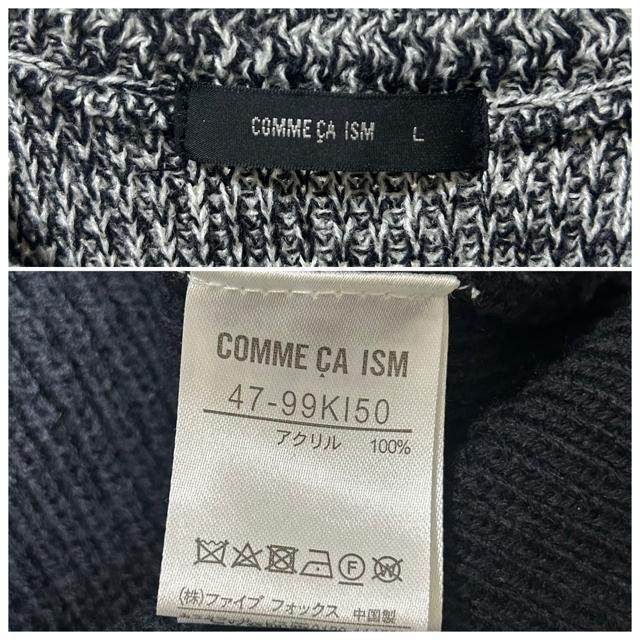 COMME ÇA ISM L
COMME ÇA ISM
47-99KI50
アクリル 100%
F W
(株)ファイブ フォックス 中国製